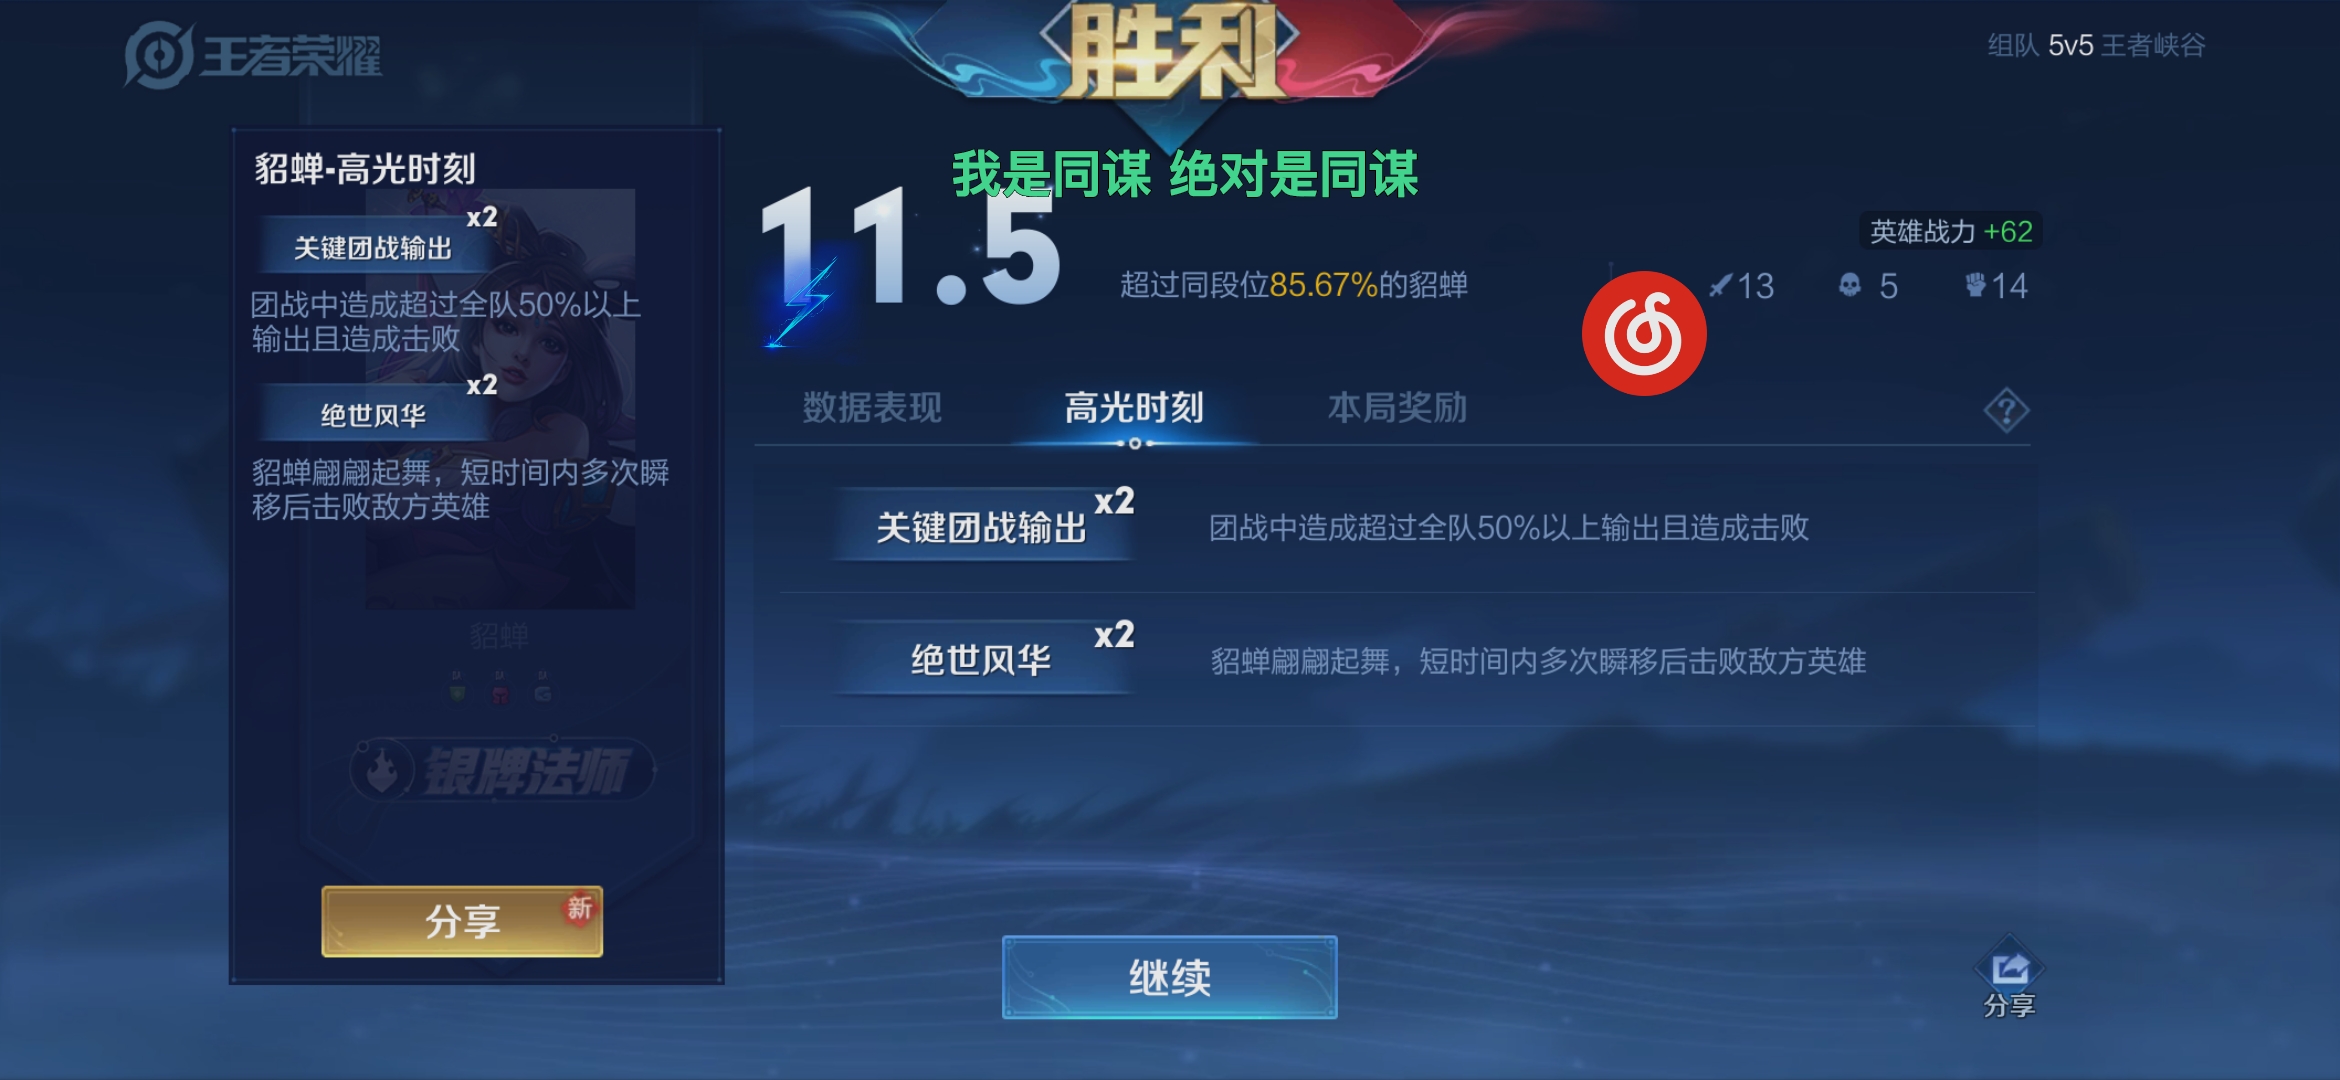 王者荣耀
胜利
组队 5v5 王者峡谷
貂蝉-高光时刻
x2
关键团战输出
团战中造成超过全队50%以上
输出且造成击败
x2
绝世风华
貂蝉翩翩起舞，短时间内多次瞬
移后击败敌方英雄
貂蝉
银牌法师
分享
新
我是同谋 绝对是同谋
11.5
超过同段位85.67%的貂蝉
英雄战力 +62
13 5 14
数据表现 高光时刻 本局奖励
?
x2
关键团战输出 团战中造成超过全队50%以上输出且造成击败
x2
绝世风华 貂蝉翩翩起舞，短时间内多次瞬移后击败敌方英雄
继续
分享